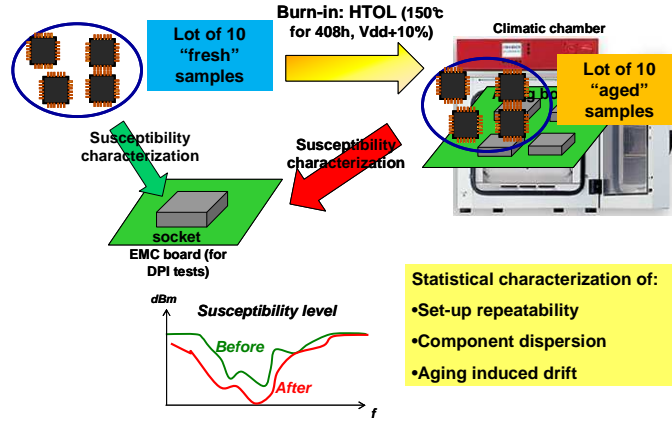 Burn-in: HTOL (150℃
for 408h, Vdd+10%)
Climatic chamber
Lot of 10
“fresh”
samples
Lot of 10
“aged”
samples
Susceptibility
characterization
Susceptibility
characterization
socket
EMC board (for
DPI tests)
Statistical characterization of:
•Set-up repeatability
•Component dispersion
•Aging induced drift
dBm
Susceptibility level
Before
After
f